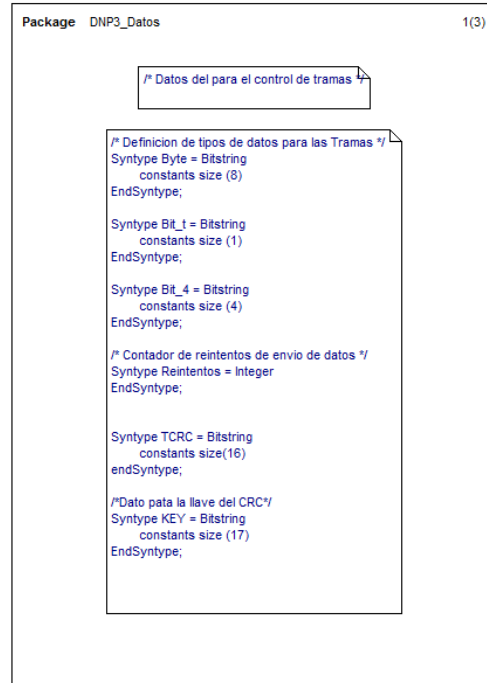 Package DNP3_Datos 1(3)
/* Datos del para el control de tramas */
/* Definicion de tipos de datos para las Tramas */
Syntype Byte = Bitstring
constants size (8)
EndSyntype;
Syntype Bit_t = Bitstring
constants size (1)
EndSyntype;
Syntype Bit_4 = Bitstring
constants size (4)
EndSyntype;
/* Contador de reintentos de envio de datos */
Syntype Reintentos = Integer
EndSyntype;
Syntype TCRC = Bitstring
constants size(16)
endSyntype;
/*Dato pata la llave del CRC*/
Syntype KEY = Bitstring
constants size (17)
EndSyntype;